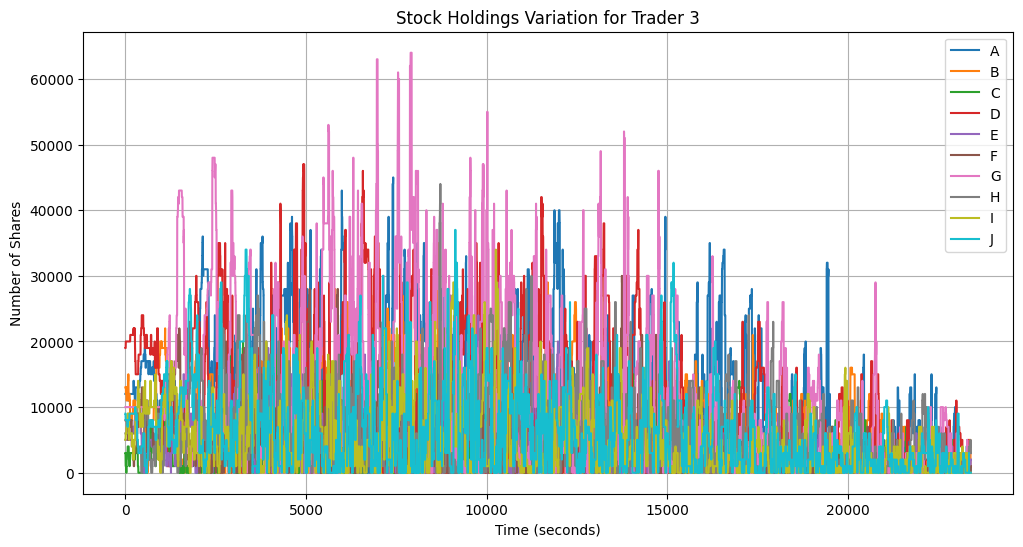 Stock Holdings Variation for Trader 3
Number of Shares
60000
50000
40000
30000
20000
10000
0
0
5000
10000
15000
20000
Time (seconds)
A
B
C
D
E
F
G
H
I
J